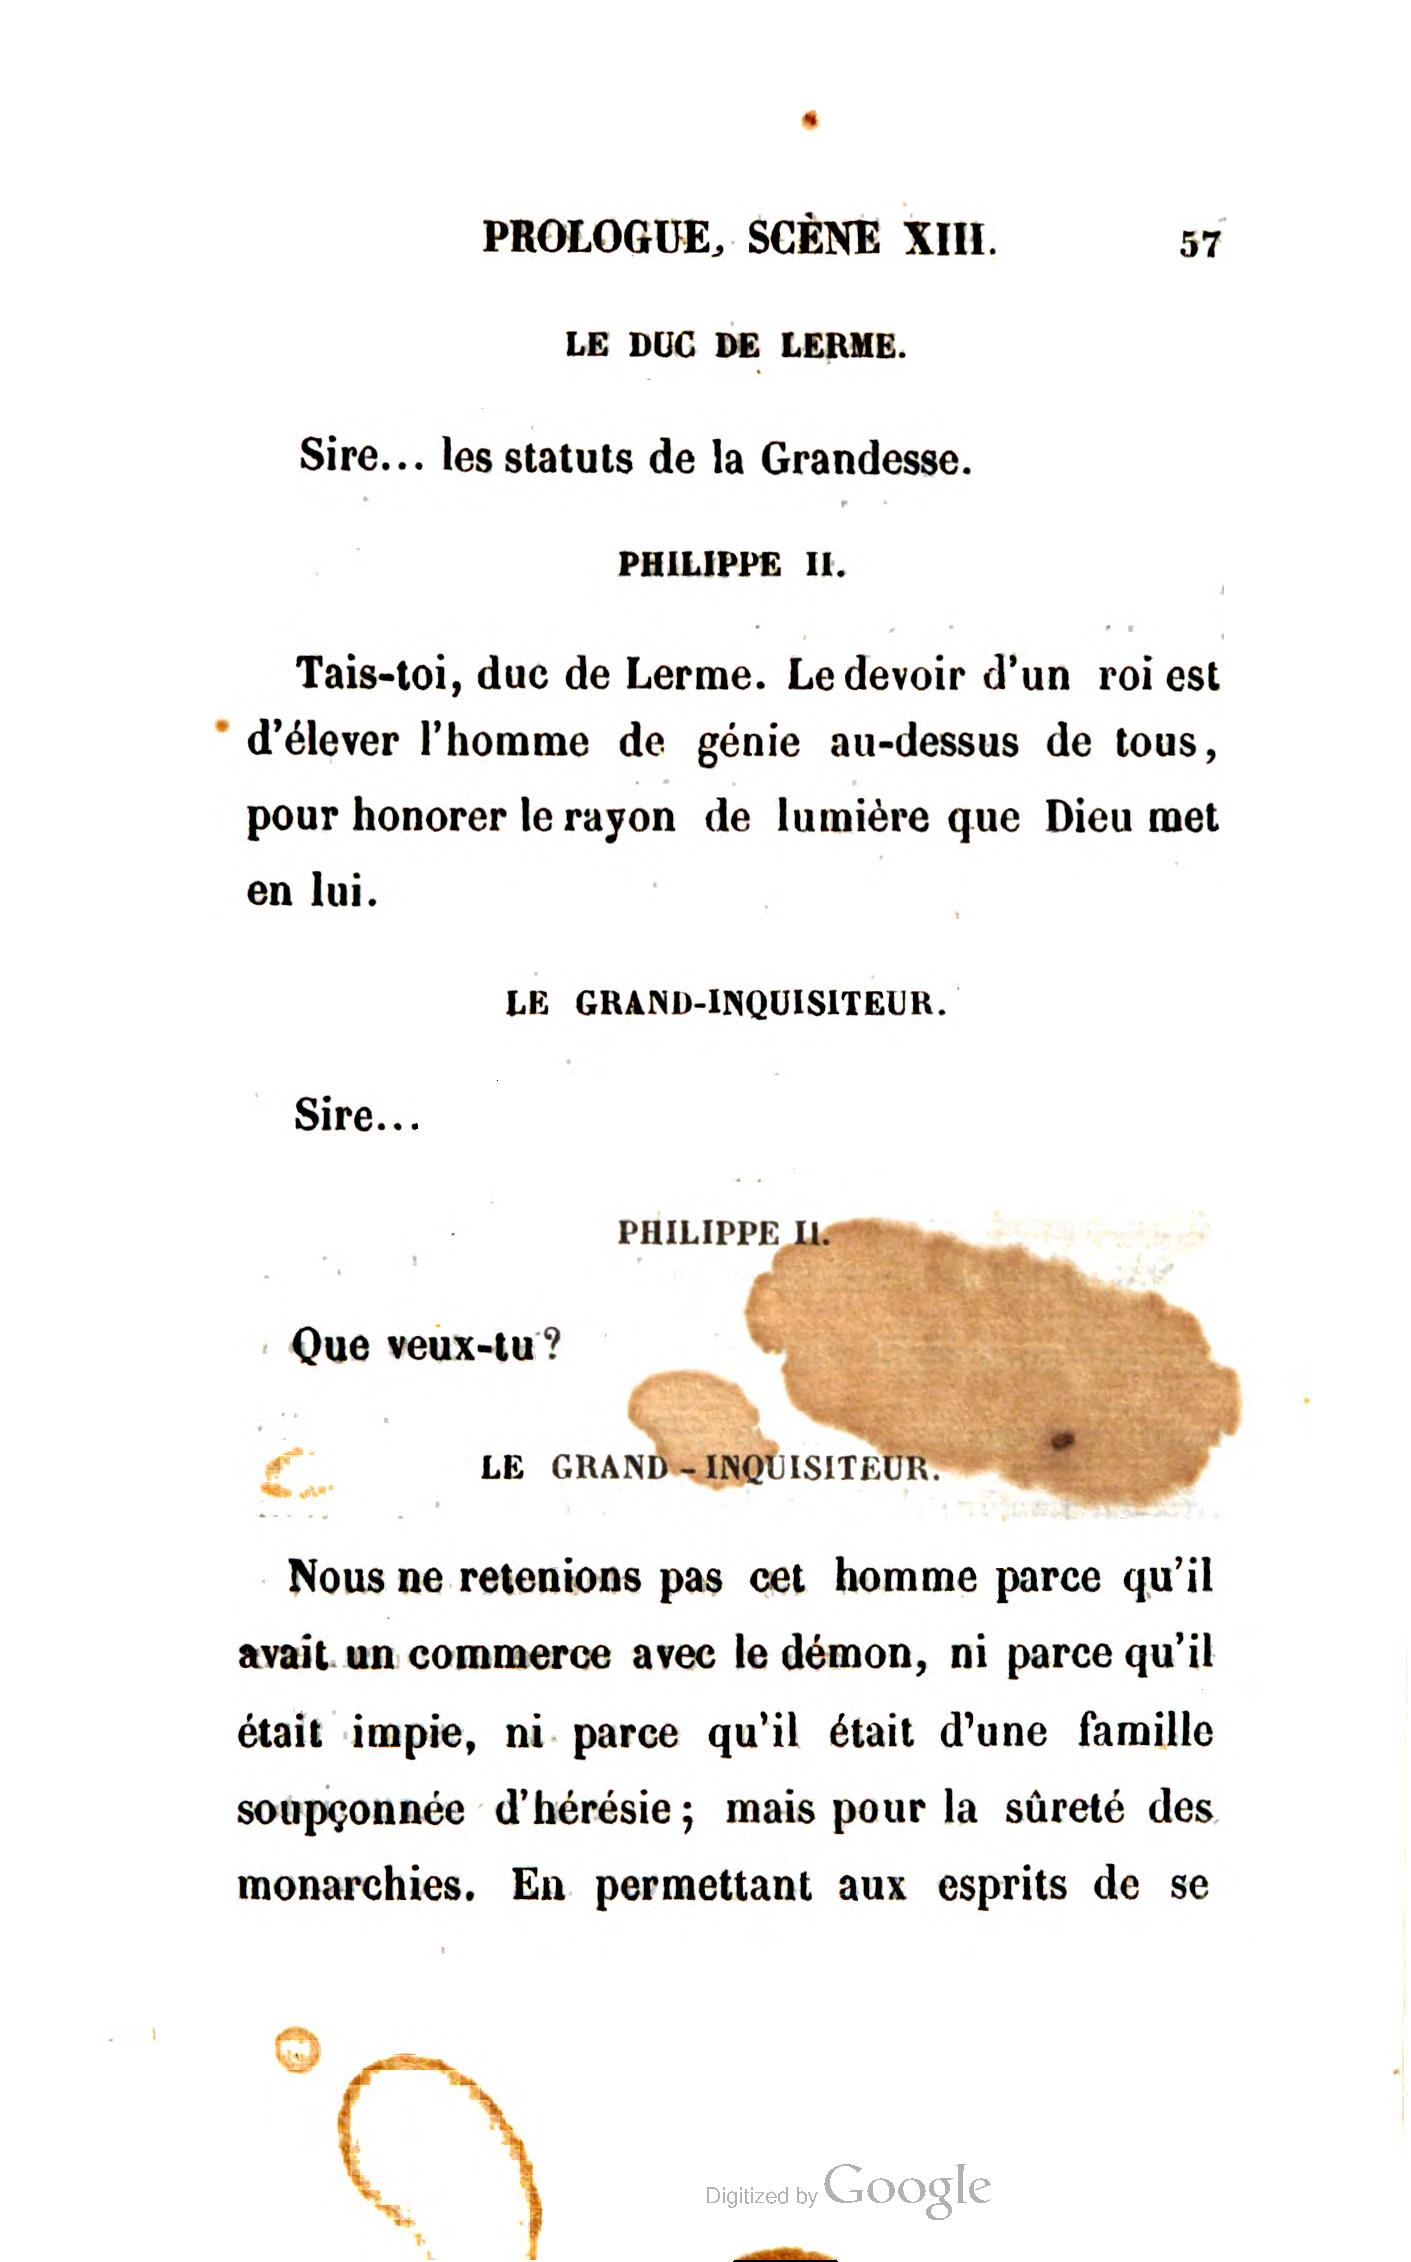 PROLOGUE, SCÈNE XIII. 57
LE DUC DE LERME.
Sire... les statuts de la Grandesse.
PHILIPPE II.
Tais-toi, duc de Lerme. Le devoir d'un roi est
d'élever l'homme de génie au-dessus de tous,
pour honorer le rayon de lumière que Dieu met
en lui.
LE GRAND-INQUISITEUR.
Sire...
PHILIPPE II.
Que veux-tu?
LE GRAND-INQUISITEUR.
Nous ne retenions pas cet homme parce qu'il
avait un commerce avec le démon, ni parce qu'il
était impie, ni parce qu'il était d'une famille
soupçonnée d'hérésie; mais pour la sûreté des
monarchies. En permettant aux esprits de se
Digitized by Google